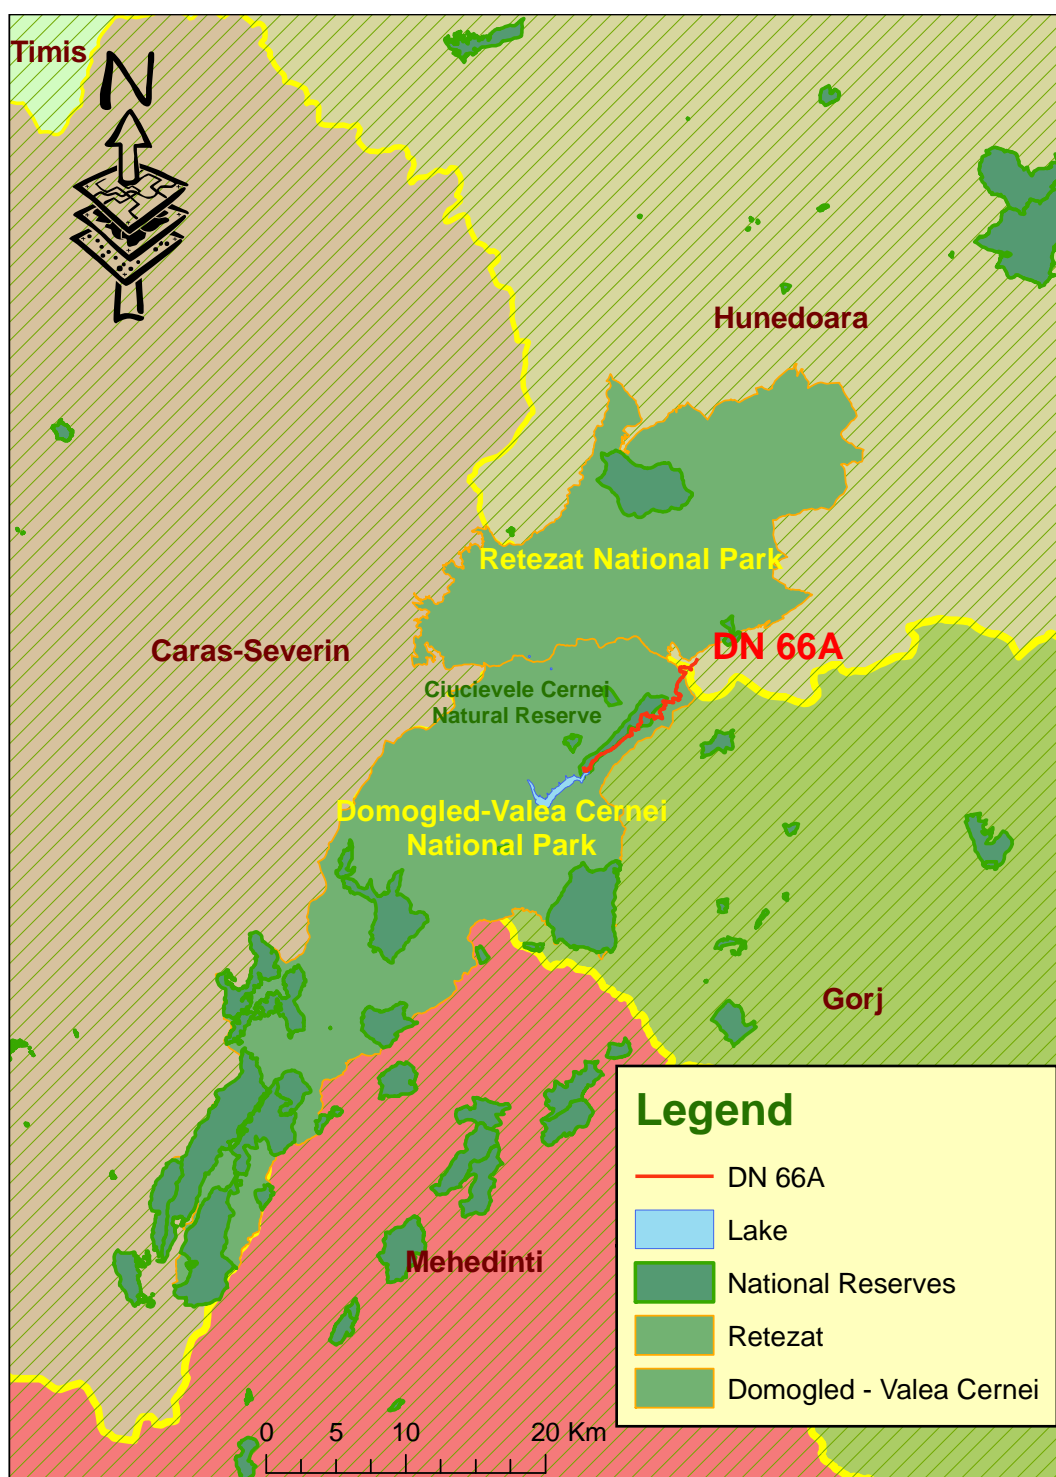 Timis
N
Hunedoara
Retezat National Park
Caras-Severin
DN 66A
Ciucievele Cernei
Natural Reserve
Domogled-Valea Cernei
National Park
Gorj
Mehedinti
Legend
DN 66A
Lake
National Reserves
Retezat
Domogled - Valea Cernei
0 5 10 20 Km